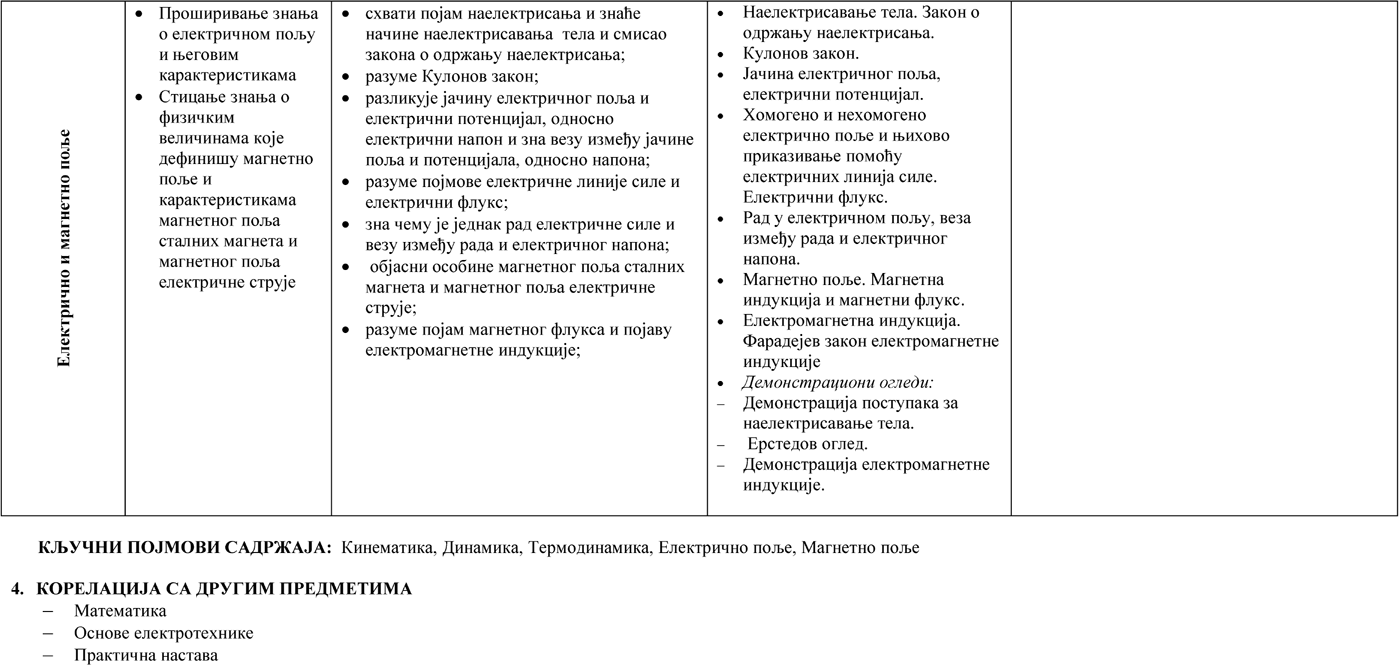 Електрично и магнетно поље
• Проширивање знања
о електричном пољу
и његовим
карактеристикама
• Стицање знања о
физичким
величинама које
дефинишу магнетно
поље и
карактеристикама
магнетног поља
сталних магнета и
магнетног поља
електричне струје
• схвати појам наелектрисања и знаће
начине наелектрисавања тела и смисао
закона о одржању наелектрисања;
• разуме Кулонов закон;
• разликује јачину електричног поља и
електрични потенцијал, односно
електрични напон и зна везу између јачине
поља и потенцијала, односно напона;
• разуме појмове електричне линије силе и
електрични флукс;
• зна чему је једнак рад електричне силе и
везу између рада и електричног напона;
• објасни особине магнетног поља сталних
магнета и магнетног поља електричне
струје;
• разуме појам магнетног флукса и појаву
електромагнетне индукције;
• Наелектрисавање тела. Закон о
одржању наелектрисања.
• Кулонов закон.
• Јачина електричног поља,
електрични потенцијал.
• Хомогено и нехомогено
електрично поље и њихово
приказивање помоћу
електричних линија силе.
Електрични флукс.
• Рад у електричном пољу, веза
између рада и електричног
напона.
• Магнетно поље. Магнетна
индукција и магнетни флукс.
• Електромагнетна индукција.
Фарадејев закон електромагнетне
индукције
• Демонстрациони огледи:
– Демонстрација поступака за
наелектрисавање тела.
– Ерстедов оглед.
– Демонстрација електромагнетне
индукције.
КЉУЧНИ ПОЈМОВИ САДРЖАЈА: Кинематика, Динамика, Термодинамика, Електрично поље, Магнетно поље
4. КОРЕЛАЦИЈА СА ДРУГИМ ПРЕДМЕТИМА
– Математика
– Основе електротехнике
– Практична настава